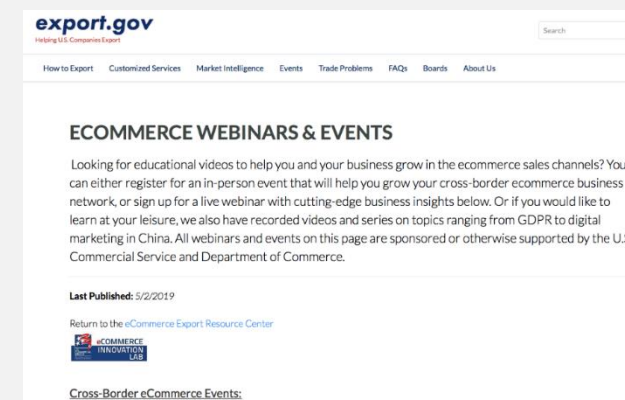 export.gov
Helping U.S. Companies Export
Search
How to Export Customized Services Market Intelligence Events Trade Problems FAQs Boards About Us
ECOMMERCE WEBINARS & EVENTS
Looking for educational videos to help you and your business grow in the ecommerce sales channels? You
can either register for an in-person event that will help you grow your cross-border ecommerce business
network, or sign up for a live webinar with cutting-edge business insights below. Or if you would like to
learn at your leisure, we also have recorded videos and series on topics ranging from GDPR to digital
marketing in China. All webinars and events on this page are sponsored or otherwise supported by the U.S
Commercial Service and Department of Commerce.
Last Published: 5/2/2019
Return to the eCommerce Export Resource Center
eCOMMERCE
INNOVATION
LAB
Cross-Border eCommerce Events: